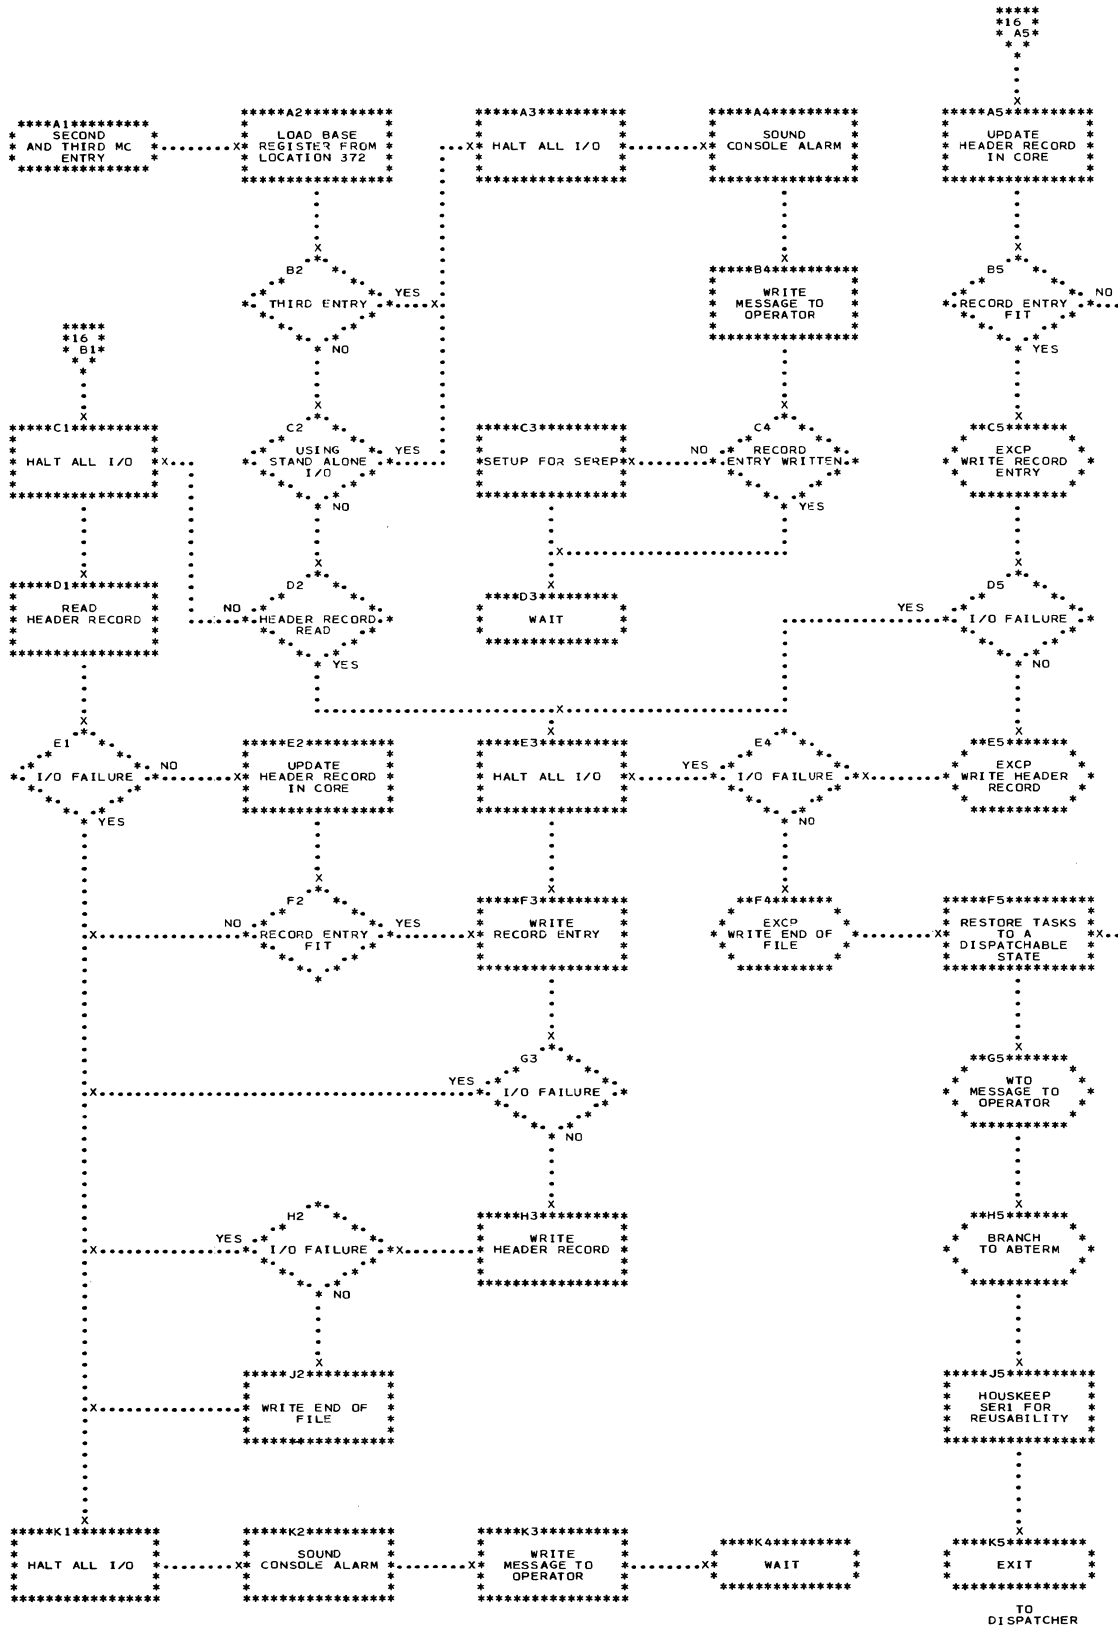 16
A5
A1
SECOND
AND THIRD MC
ENTRY
A2
LOAD BASE
REGISTER FROM
LOCATION 372
A3
HALT ALL I/O
A4
SOUND
CONSOLE ALARM
A5
UPDATE
HEADER RECORD
IN CORE
B2
THIRD ENTRY
YES
NO
B4
WRITE
MESSAGE TO
OPERATOR
B5
RECORD ENTRY
FIT
NO
YES
16
B1
C1
HALT ALL I/O
C2
USING
STAND ALONE
I/O
YES
NO
C3
SETUP FOR SEREP
C4
RECORD
ENTRY WRITTEN
NO
YES
C5
EXCP
WRITE RECORD
ENTRY
D1
READ
HEADER RECORD
D2
HEADER RECORD
READ
NO
YES
D3
WAIT
D5
I/O FAILURE
YES
NO
E1
I/O FAILURE
NO
YES
E2
UPDATE
HEADER RECORD
IN CORE
E3
HALT ALL I/O
E4
I/O FAILURE
YES
NO
E5
EXCP
WRITE HEADER
RECORD
F2
RECORD ENTRY
FIT
NO
YES
F3
WRITE
RECORD ENTRY
F4
EXCP
WRITE END OF
FILE
F5
RESTORE TASKS
TO A
DISPATCHABLE
STATE
G3
I/O FAILURE
YES
NO
G5
WTO
MESSAGE TO
OPERATOR
H2
I/O FAILURE
YES
NO
H3
WRITE
HEADER RECORD
H5
BRANCH
TO ABTERM
J2
WRITE END OF
FILE
J5
HOUSKEEP
SER1 FOR
REUSABILITY
K1
HALT ALL I/O
K2
SOUND
CONSOLE ALARM
K3
WRITE
MESSAGE TO
OPERATOR
K4
WAIT
K5
EXIT
TO
DISPATCHER